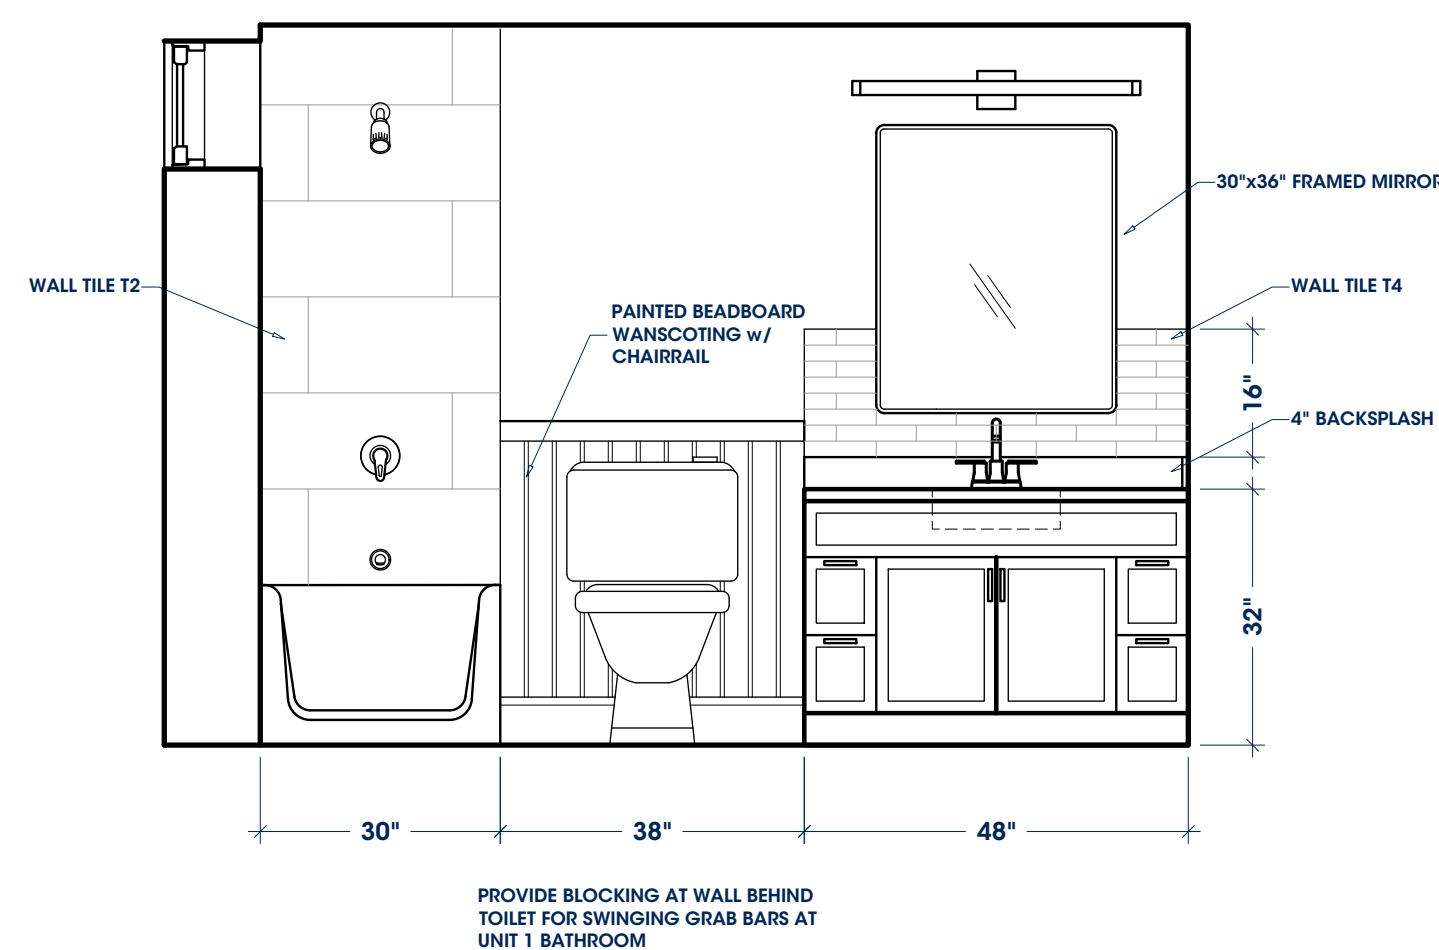 30"x36" FRAMED MIRROR
WALL TILE T2
WALL TILE T4
PAINTED BEADBOARD
WANSCOTING w/
CHAIRRAIL
16"
4" BACKSPLASH
32"
30"
38"
48"
PROVIDE BLOCKING AT WALL BEHIND
TOILET FOR SWINGING GRAB BARS AT
UNIT 1 BATHROOM